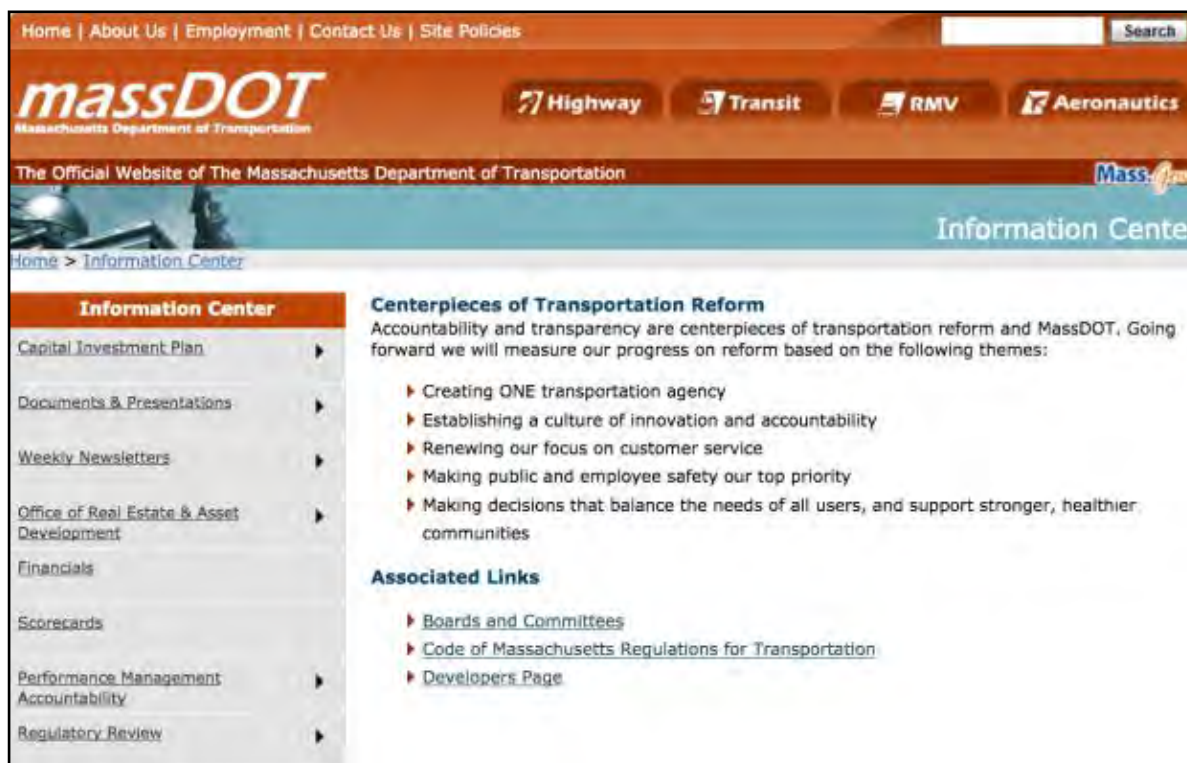 Home | About Us | Employment | Contact Us | Site Policies
Search
massDOT
Massachusetts Department of Transportation
Highway
Transit
RMV
Aeronautics
The Official Website of The Massachusetts Department of Transportation
Mass.Gov
Information Cente
Home > Information Center
Information Center
Capital Investment Plan
Documents & Presentations
Weekly Newsletters
Office of Real Estate & Asset
Development
Financials
Scorecards
Performance Management
Accountability
Regulatory Review
Centerpieces of Transportation Reform
Accountability and transparency are centerpieces of transportation reform and MassDOT. Going
forward we will measure our progress on reform based on the following themes:
Creating ONE transportation agency
Establishing a culture of innovation and accountability
Renewing our focus on customer service
Making public and employee safety our top priority
Making decisions that balance the needs of all users, and support stronger, healthier
communities
Associated Links
Boards and Committees
Code of Massachusetts Regulations for Transportation
Developers Page